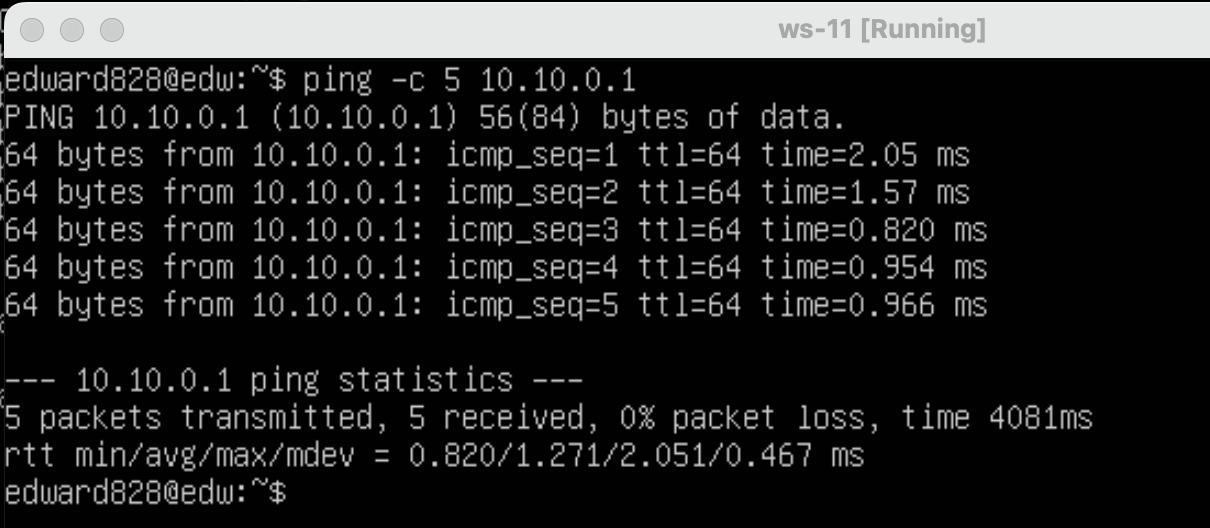 ws-11 [Running]
edward828@edw:~$ ping -c 5 10.10.0.1
PING 10.10.0.1 (10.10.0.1) 56(84) bytes of data.
64 bytes from 10.10.0.1: icmp_seq=1 ttl=64 time=2.05 ms
64 bytes from 10.10.0.1: icmp_seq=2 ttl=64 time=1.57 ms
64 bytes from 10.10.0.1: icmp_seq=3 ttl=64 time=0.820 ms
64 bytes from 10.10.0.1: icmp_seq=4 ttl=64 time=0.954 ms
64 bytes from 10.10.0.1: icmp_seq=5 ttl=64 time=0.966 ms
--- 10.10.0.1 ping statistics ---
5 packets transmitted, 5 received, 0% packet loss, time 4081ms
rtt min/avg/max/mdev = 0.820/1.271/2.051/0.467 ms
edward828@edw:~$